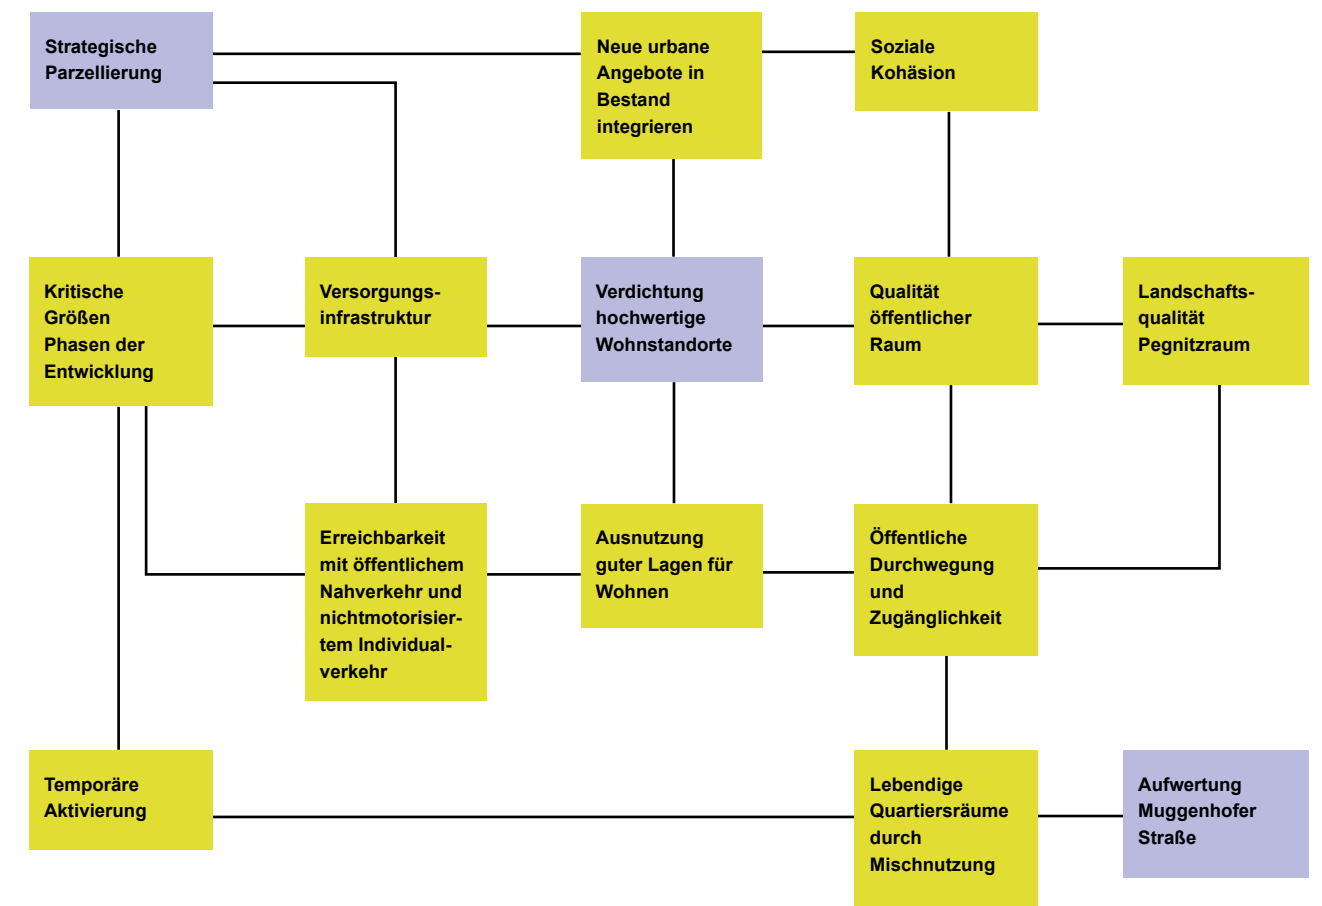 Strategische
Parzellierung
Neue urbane
Angebote in
Bestand
integrieren
Soziale
Kohäsion
Kritische
Größen
Phasen der
Entwicklung
Versorgungs-
infrastruktur
Verdichtung
hochwertige
Wohnstandorte
Qualität
öffentlicher
Raum
Landschafts-
qualität
Pegnitzraum
Erreichbarkeit
mit öffentlichem
Nahverkehr und
nichtmotorisier-
tem Individual-
verkehr
Ausnutzung
guter Lagen für
Wohnen
Öffentliche
Durchwegung
und
Zugänglichkeit
Temporäre
Aktivierung
Lebendige
Quartiersräume
durch
Mischnutzung
Aufwertung
Muggenhofer
Straße